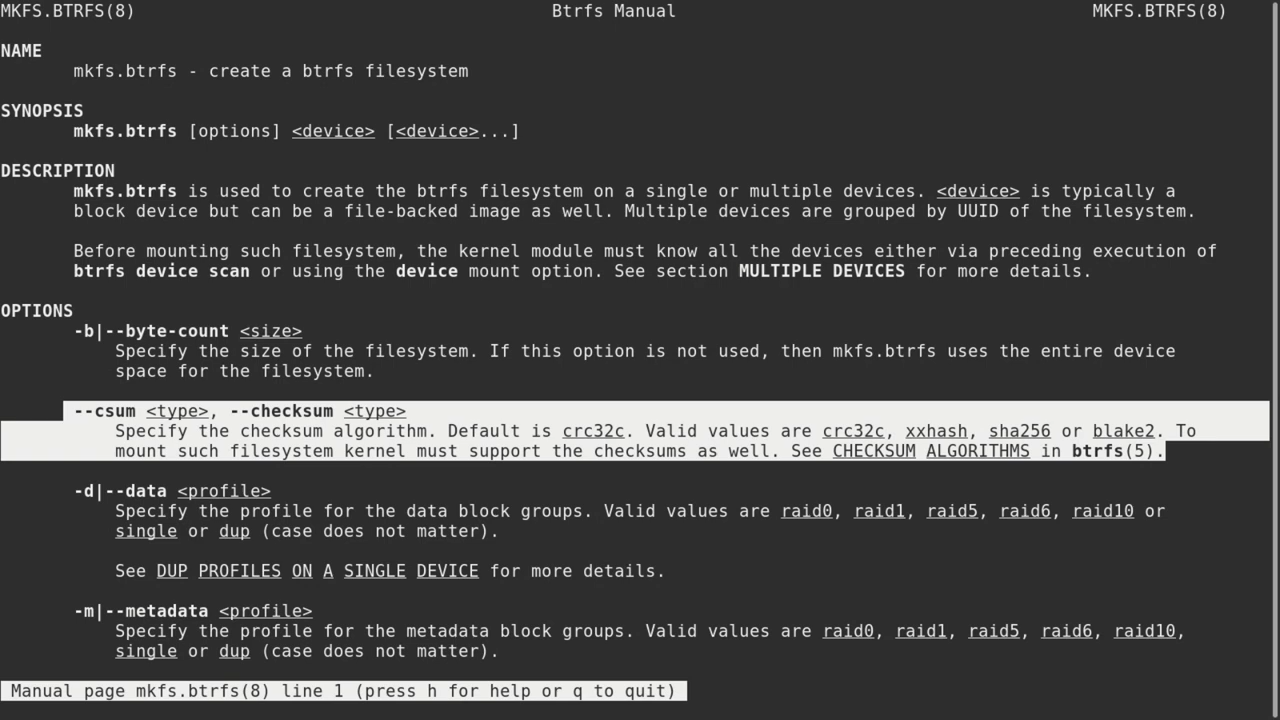 MKFS.BTRFS(8) Btrfs Manual MKFS.BTRFS(8)
NAME
mkfs.btrfs - create a btrfs filesystem
SYNOPSIS
mkfs.btrfs [options] <device> [<device>...]
DESCRIPTION
mkfs.btrfs is used to create the btrfs filesystem on a single or multiple devices. <device> is typically a
block device but can be a file-backed image as well. Multiple devices are grouped by UUID of the filesystem.
Before mounting such filesystem, the kernel module must know all the devices either via preceding execution of
btrfs device scan or using the device mount option. See section MULTIPLE DEVICES for more details.
OPTIONS
-b|--byte-count <size>
Specify the size of the filesystem. If this option is not used, then mkfs.btrfs uses the entire device
space for the filesystem.
--csum <type>, --checksum <type>
Specify the checksum algorithm. Default is crc32c. Valid values are crc32c, xxhash, sha256 or blake2. To
mount such filesystem kernel must support the checksums as well. See CHECKSUM ALGORITHMS in btrfs(5).
-d|--data <profile>
Specify the profile for the data block groups. Valid values are raid0, raid1, raid5, raid6, raid10 or
single or dup (case does not matter).
See DUP PROFILES ON A SINGLE DEVICE for more details.
-m|--metadata <profile>
Specify the profile for the metadata block groups. Valid values are raid0, raid1, raid5, raid6, raid10,
single or dup (case does not matter).
Manual page mkfs.btrfs(8) line 1 (press h for help or q to quit)